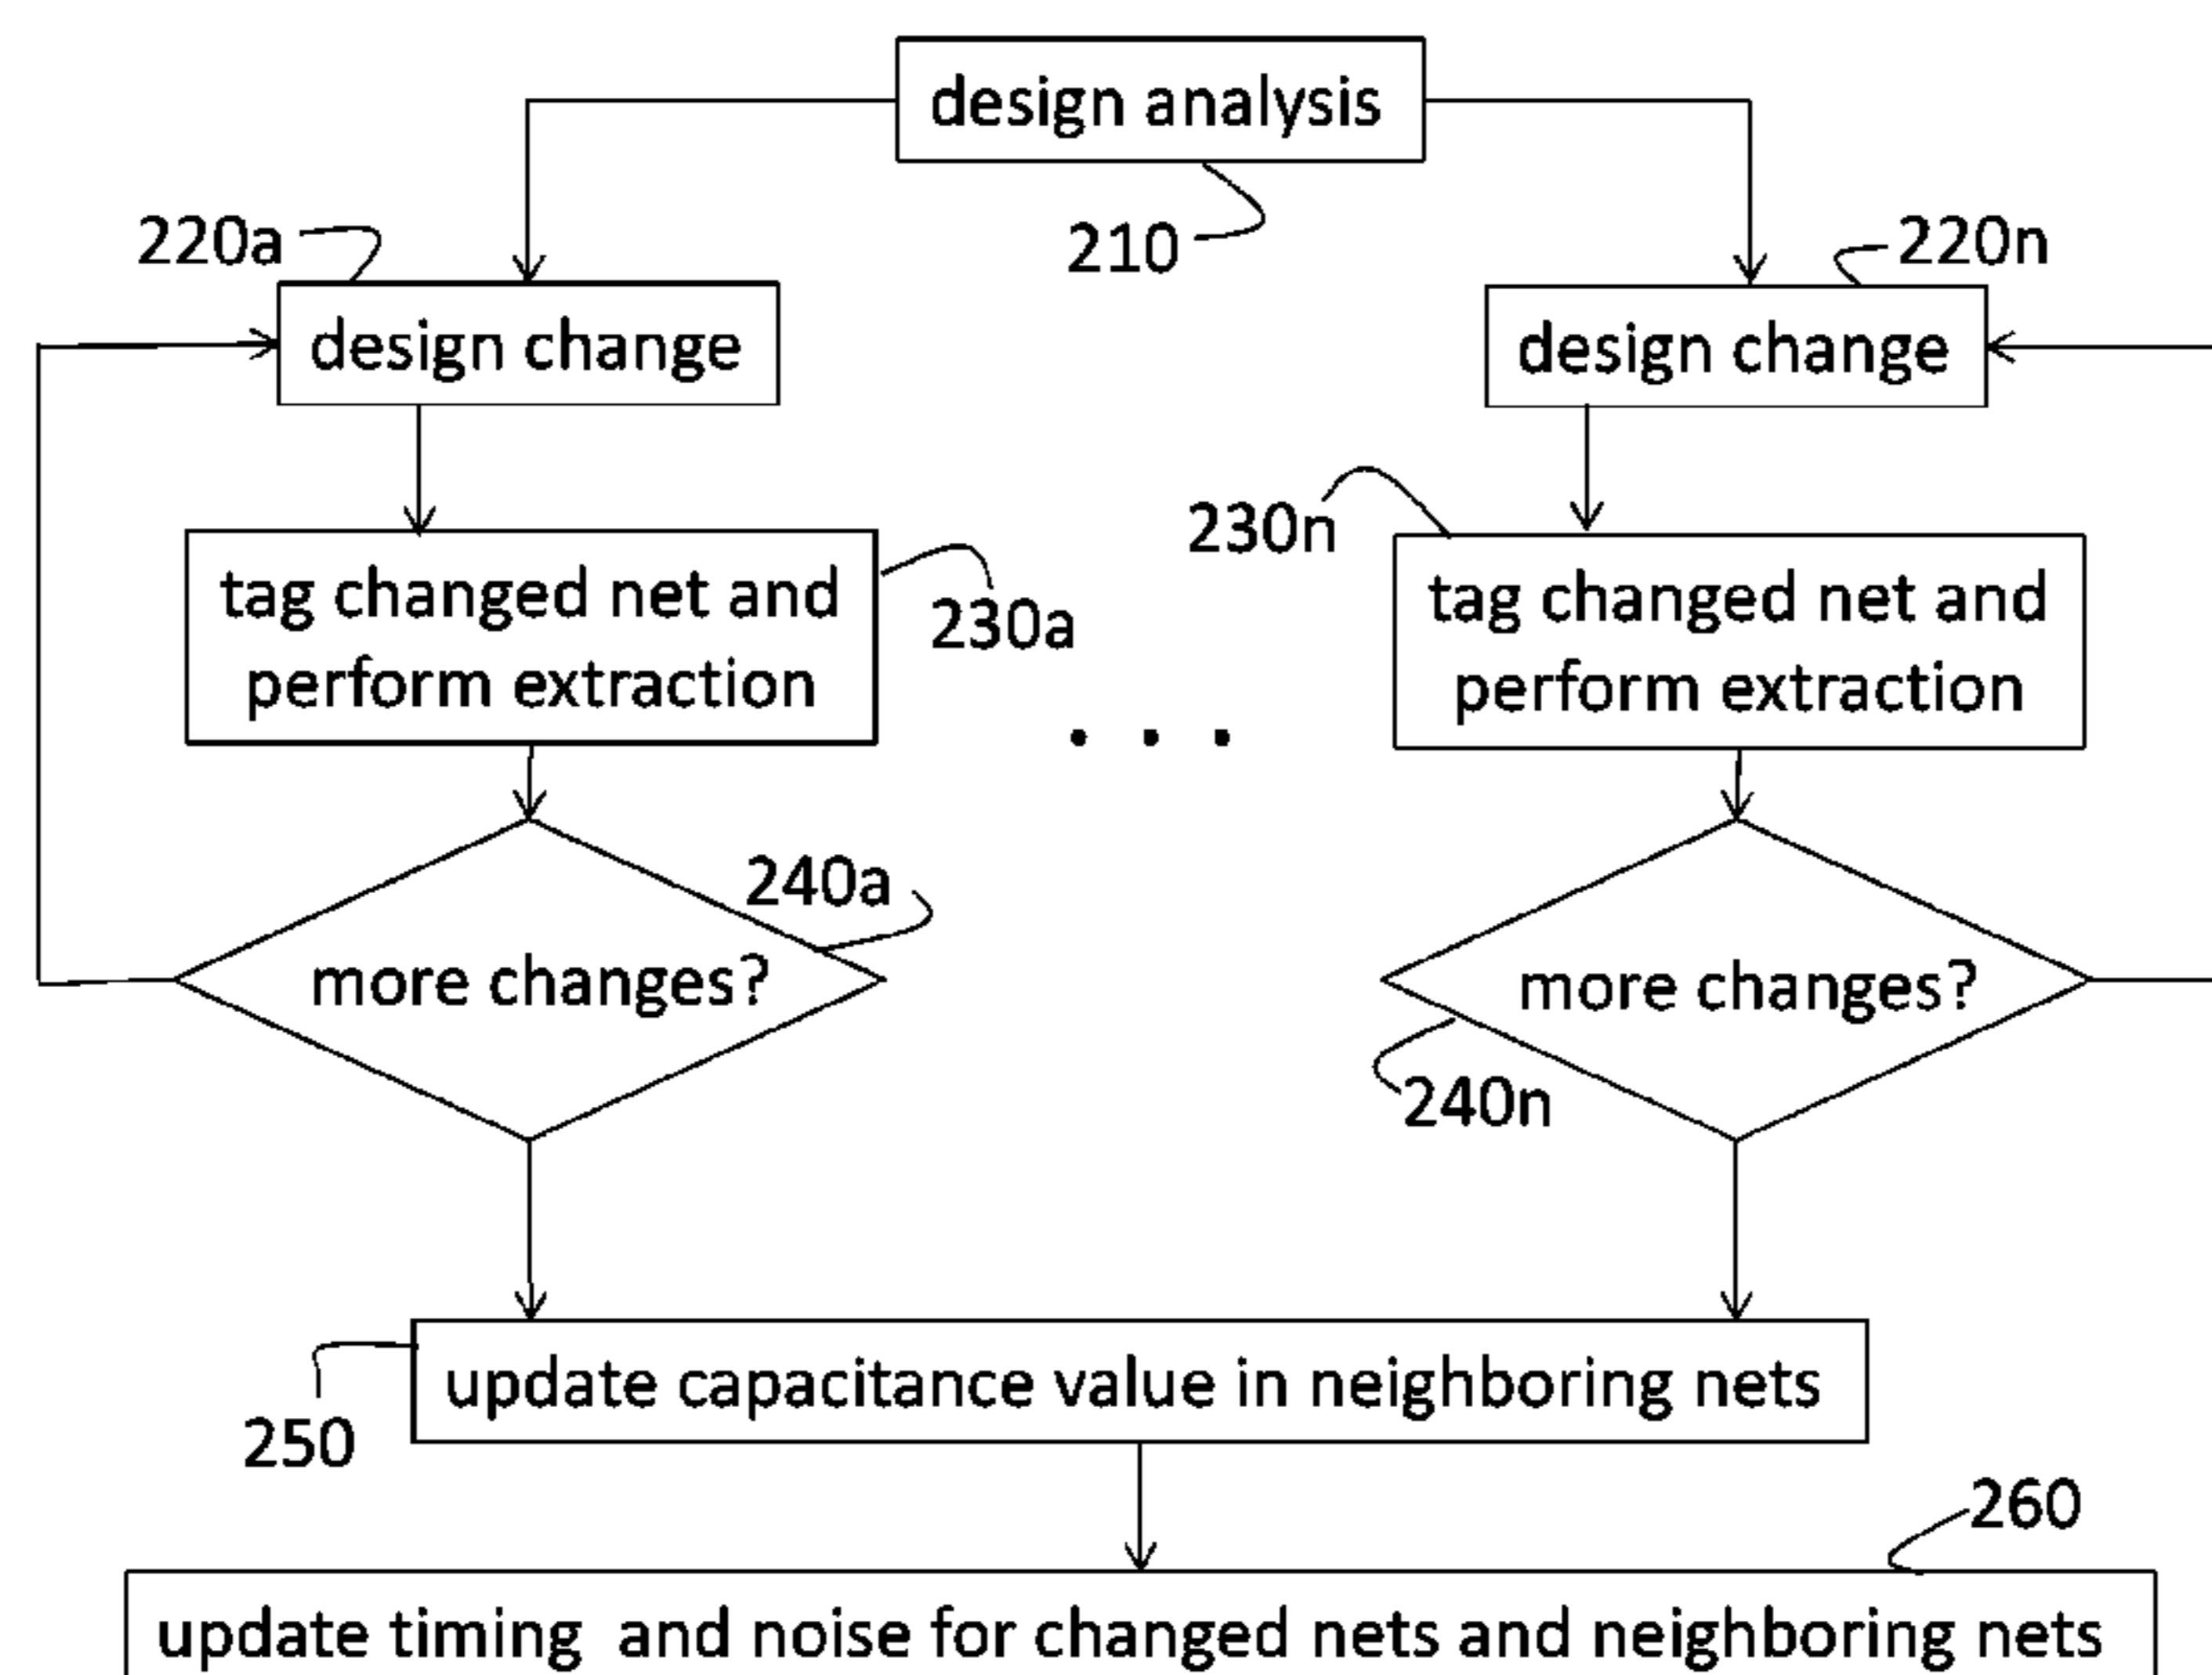 design analysis
210
220a
220n
design change
design change
230n
tag changed net and
perform extraction
230a
tag changed net and
perform extraction
. . .
240a
more changes?
more changes?
240n
update capacitance value in neighboring nets
250
260
update timing and noise for changed nets and neighboring nets